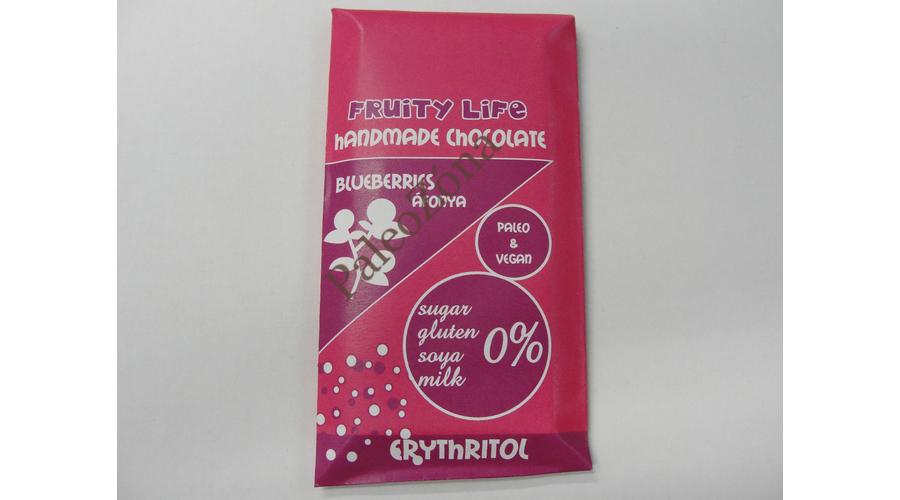 FRUITY LIFE
HANDMADE CHOCOLATE
BLUEBERRIES
ÁFONYA
PALEO
&
VEGAN
sugar
gluten
soya
milk
0%
ERYTHRITOL
PaleoZóna